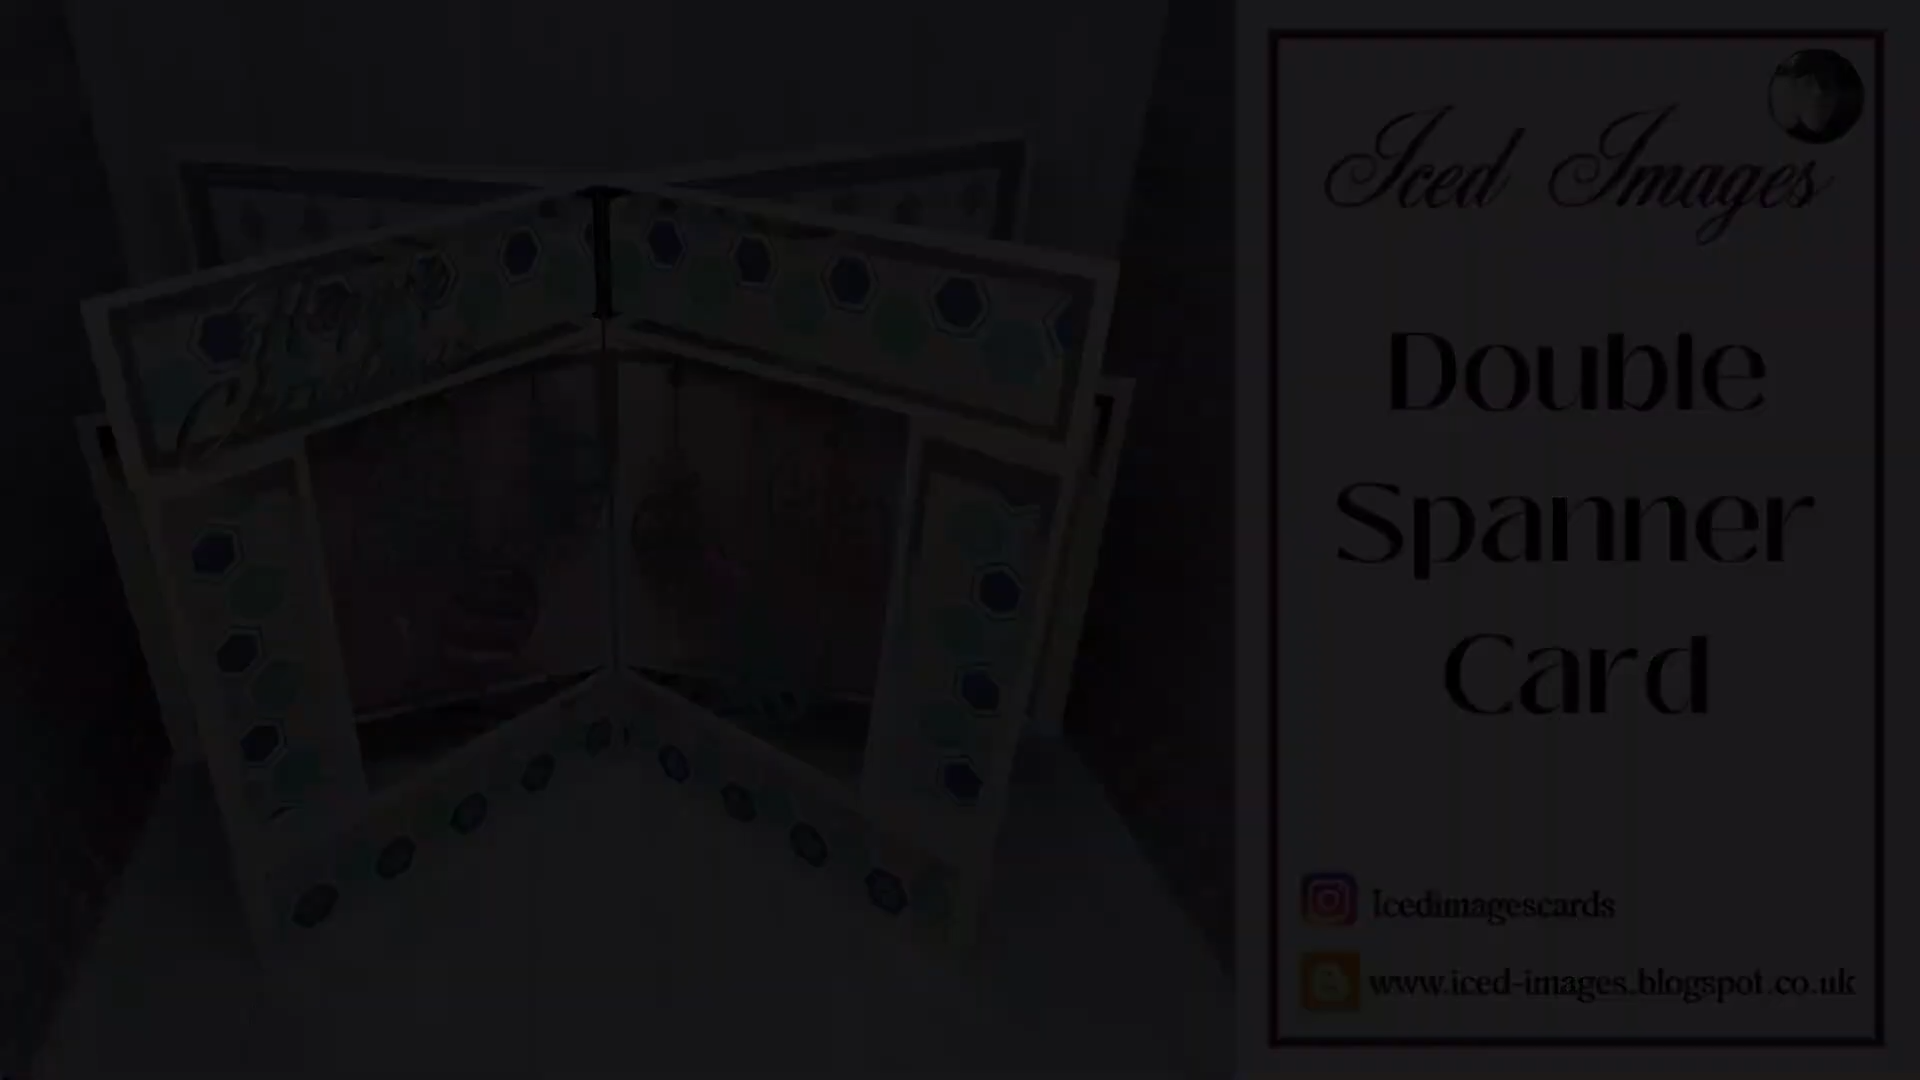 Iced Images
Double
Spanner
Card
Icedimagescards
www.iced-images.blogspot.co.uk